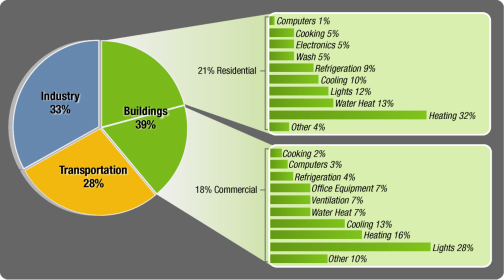 Industry
33%
Buildings
39%
Transportation
28%
21% Residential
Computers 1%
Cooking 5%
Electronics 5%
Wash 5%
Refrigeration 9%
Cooling 10%
Lights 12%
Water Heat 13%
Heating 32%
Other 4%
18% Commercial
Cooking 2%
Computers 3%
Refrigeration 4%
Office Equipment 7%
Ventilation 7%
Water Heat 7%
Cooling 13%
Heating 16%
Lights 28%
Other 10%